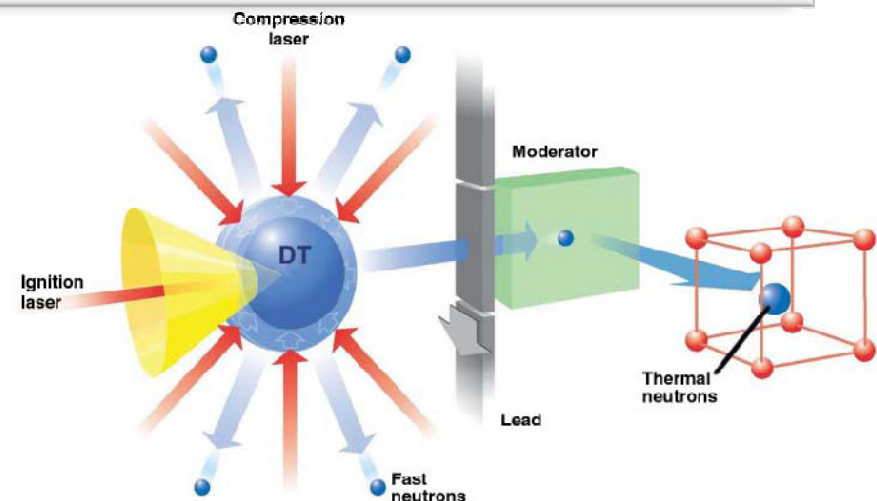 Compression
laser
Moderator
DT
Ignition
laser
Thermal
neutrons
Lead
Fast
neutrons